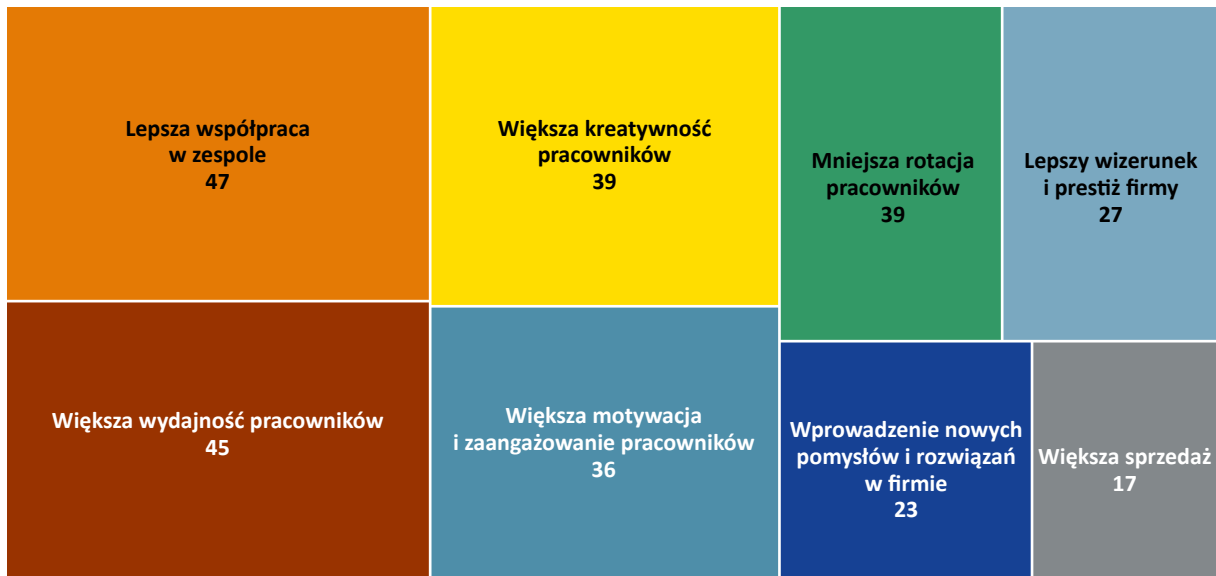 Lepsza współpraca
w zespole
47
Większa kreatywność
pracowników
39
Mniejsza rotacja
pracowników
39
Lepszy wizerunek
i prestiż firmy
27
Większa wydajność pracowników
45
Większa motywacja
i zaangażowanie pracowników
36
Wprowadzenie nowych
pomysłów i rozwiązań
w firmie
23
Większa sprzedaż
17